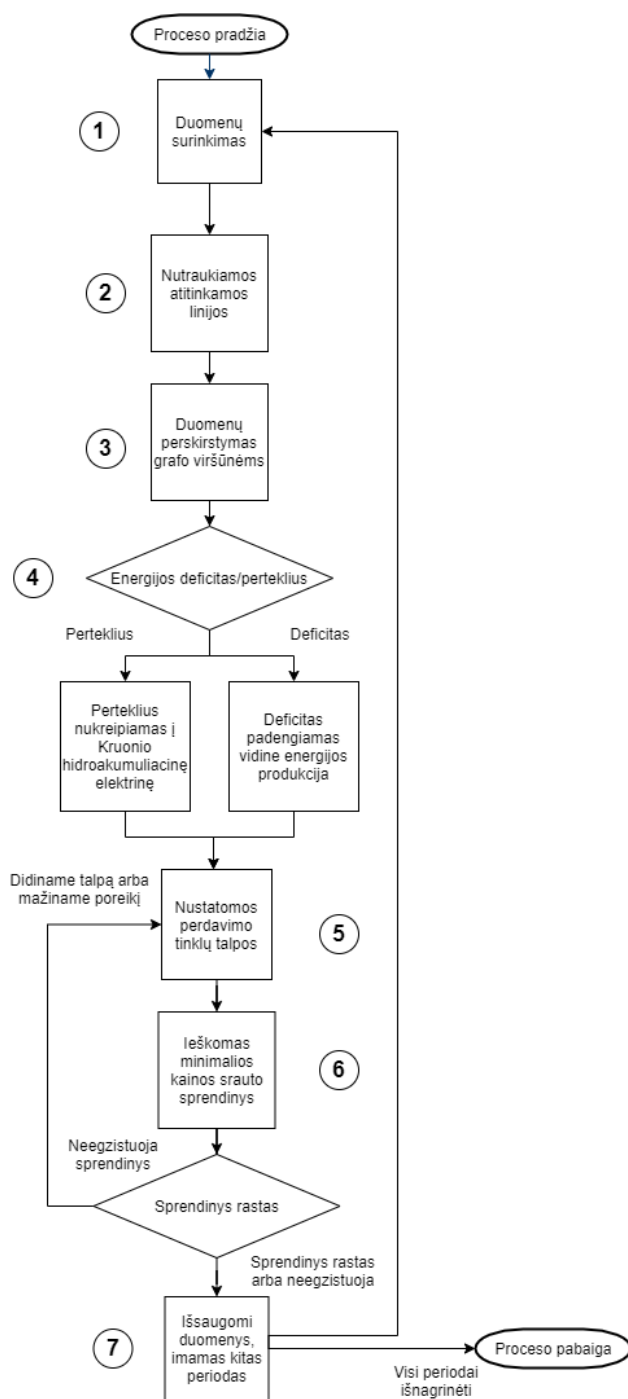 Proceso pradžia
1
Duomenų
surinkimas
2
Nutraukiamos
atitinkamos
linijos
3
Duomenų
perskirstymas
grafo viršūnėms
4
Energijos deficitas/perteklius
Perteklius
Deficitas
Perteklius
nukreipiamas į
Kruonio
hidroakumuliacinę
elektrinę
Deficitas
padengiamas
vidine energijos
produkcija
Didiname talpą arba
mažiname poreikį
Nustatomos
perdavimo
tinklų talpos
5
Ieškomas
minimalios
kainos srauto
sprendinys
6
Neegzistuoja
sprendinys
Sprendinys rastas
Sprendinys rastas
arba neegzistuoja
7
Išsaugomi
duomenys,
imamas kitas
periodas
Proceso pabaiga
Visi periodai
išnagrinėti